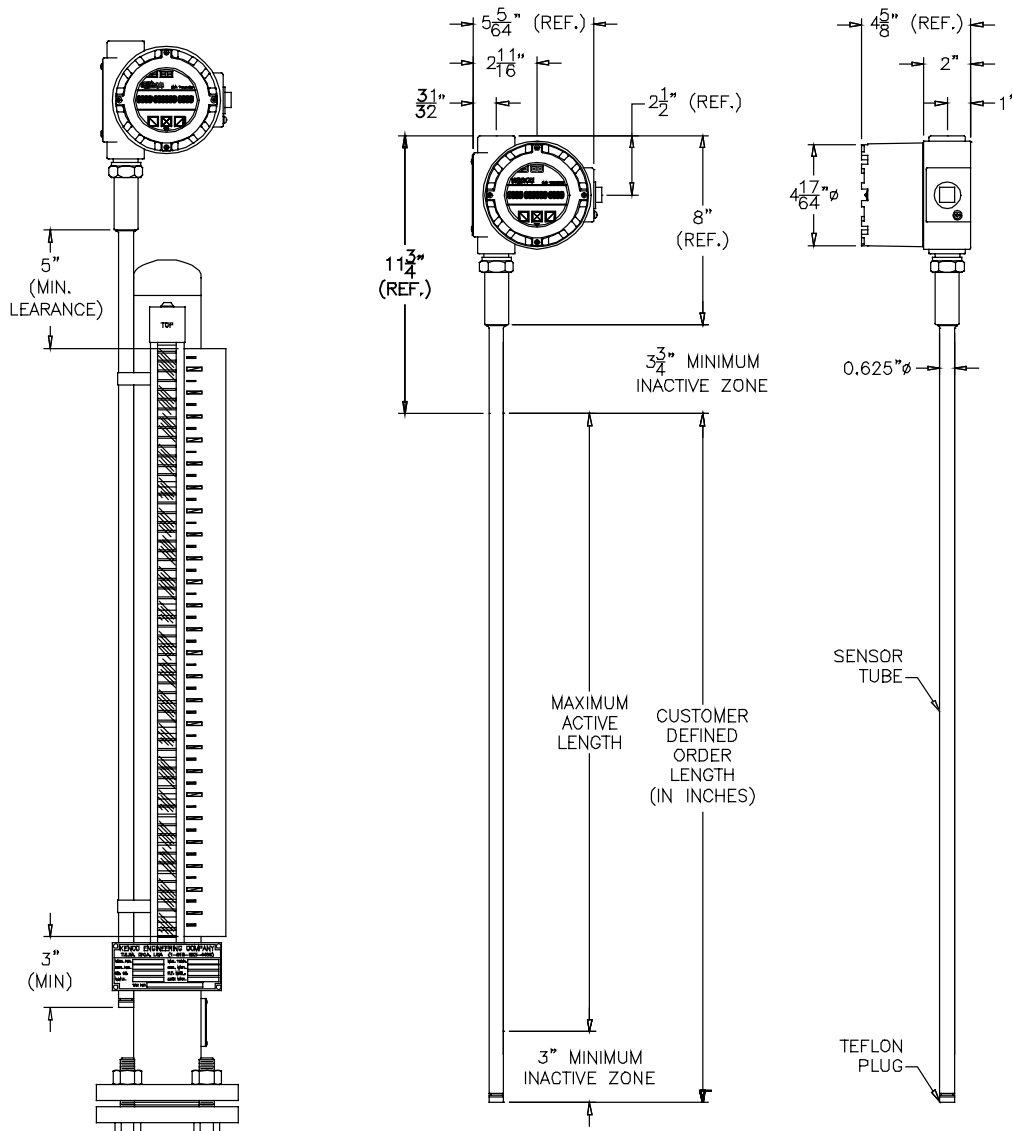 5"
(MIN.
LEARANCE)
TOP
3"
(MIN)
KENCO ENGINEERING COMPANY
5 5/64" (REF.)
2 11/16"
31/32"
2 1/2" (REF.)
11 3/4"
(REF.)
8"
(REF.)
3 3/4" MINIMUM
INACTIVE ZONE
MAXIMUM
ACTIVE
LENGTH
CUSTOMER
DEFINED
ORDER
LENGTH
(IN INCHES)
3" MINIMUM
INACTIVE ZONE
4 5/8" (REF.)
2"
1"
4 17/64"ø
0.625"ø
SENSOR
TUBE
TEFLON
PLUG